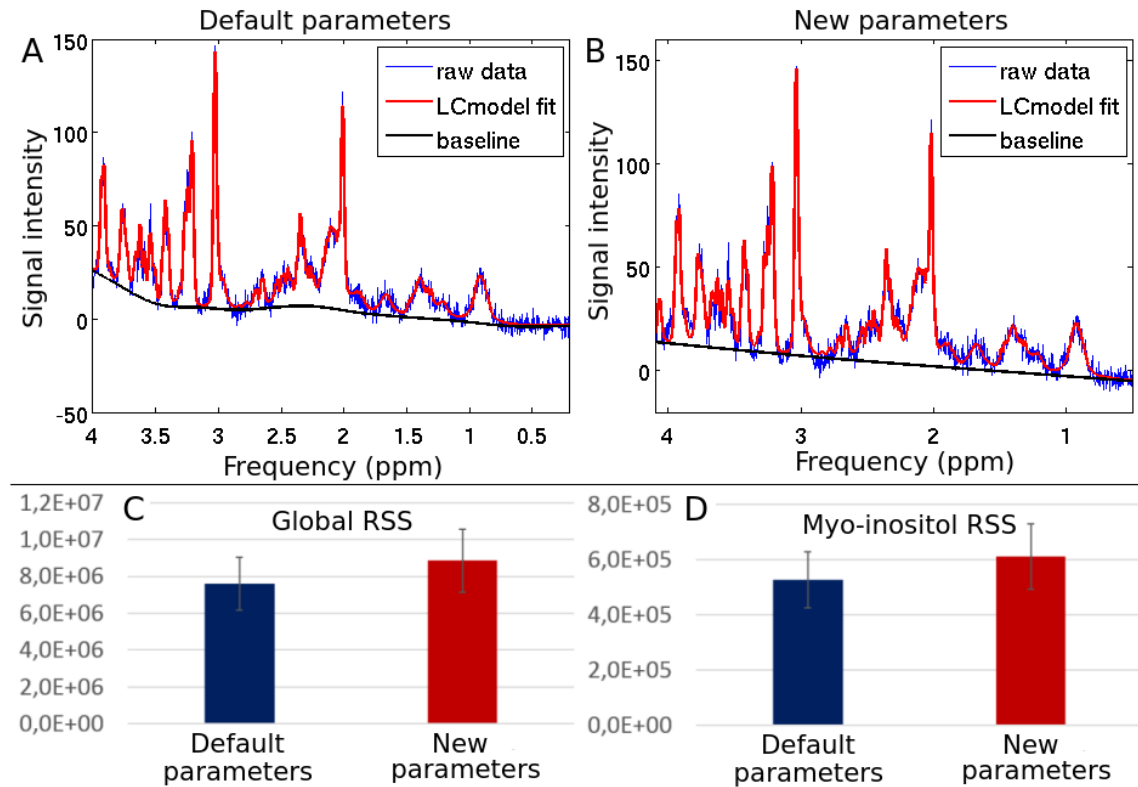 Default parameters
A
150
100
50
0
-50
Signal intensity
raw data
LCmodel fit
baseline
4 3.5 3 2.5 2 1.5 1 0.5
Frequency (ppm)
New parameters
B
150
100
50
0
Signal intensity
raw data
LCmodel fit
baseline
4 3 2 1
Frequency (ppm)
C
Global RSS
1,2E+07
1,0E+07
8,0E+06
6,0E+06
4,0E+06
2,0E+06
0,0E+00
Default
parameters
New
parameters
D
Myo-inositol RSS
8,0E+05
6,0E+05
4,0E+05
2,0E+05
0,0E+00
Default
parameters
New
parameters